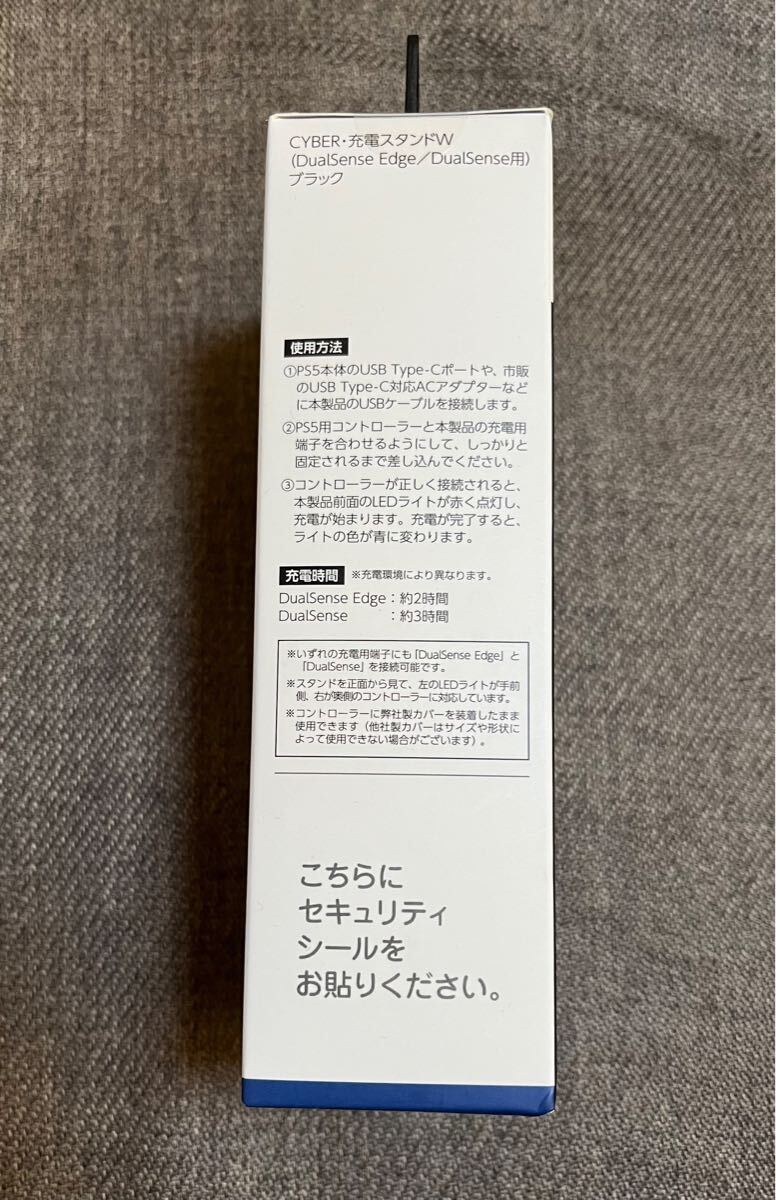 CYBER・充電スタンドW
(DualSense Edge／DualSense用)
ブラック
使用方法
①PS5本体のUSB Type-Cポートや、市販
のUSB Type-C対応ACアダプターなど
に本製品のUSBケーブルを接続します。
②PS5用コントローラーと本製品の充電用
端子を合わせるようにして、しっかりと
固定されるまで差し込んでください。
③コントローラーが正しく接続されると、
本製品前面のLEDライトが赤く点灯し、
充電が始まります。充電が完了すると、
ライトの色が青に変わります。
充電時間 ※充電環境により異なります。
DualSense Edge：約2時間
DualSense ：約3時間
※いずれの充電用端子にも「DualSense Edge」と
「DualSense」を接続可能です。
※スタンドを正面から見て、左のLEDライトが手前
側、右が奥側のコントローラーに対応しています。
※コントローラーに弊社製カバーを装着したまま
使用できます（他社製カバーはサイズや形状に
よって使用できない場合がございます）。
こちらに
セキュリティ
シールを
お貼りください。